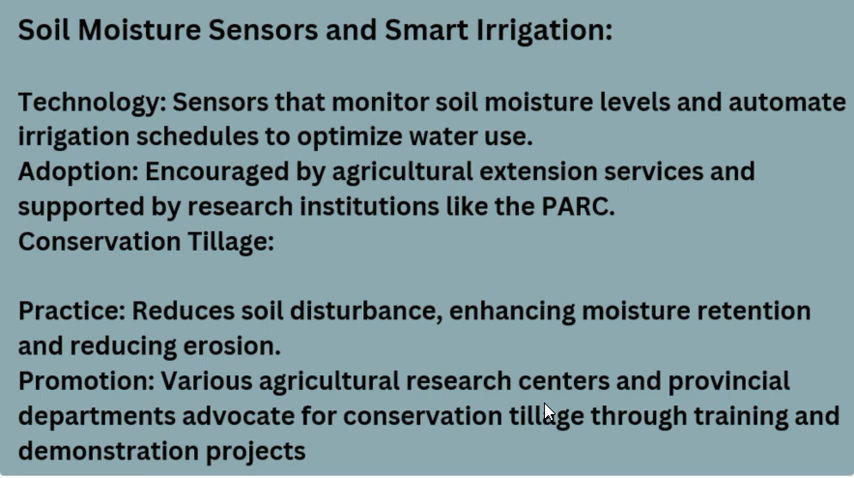 Soil Moisture Sensors and Smart Irrigation:
Technology: Sensors that monitor soil moisture levels and automate
irrigation schedules to optimize water use.
Adoption: Encouraged by agricultural extension services and
supported by research institutions like the PARC.
Conservation Tillage:
Practice: Reduces soil disturbance, enhancing moisture retention
and reducing erosion.
Promotion: Various agricultural research centers and provincial
departments advocate for conservation tillage through training and
demonstration projects